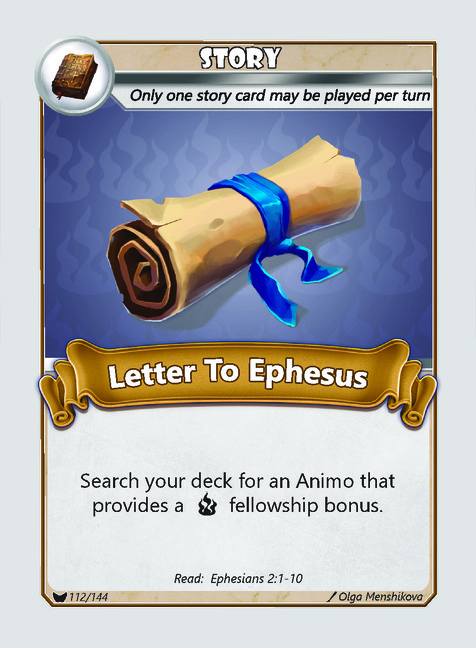 STORY
Only one story card may be played per turn
Letter To Ephesus
Search your deck for an Animo that
provides a fellowship bonus.
Read: Ephesians 2:1-10
112/144 Olga Menshikova